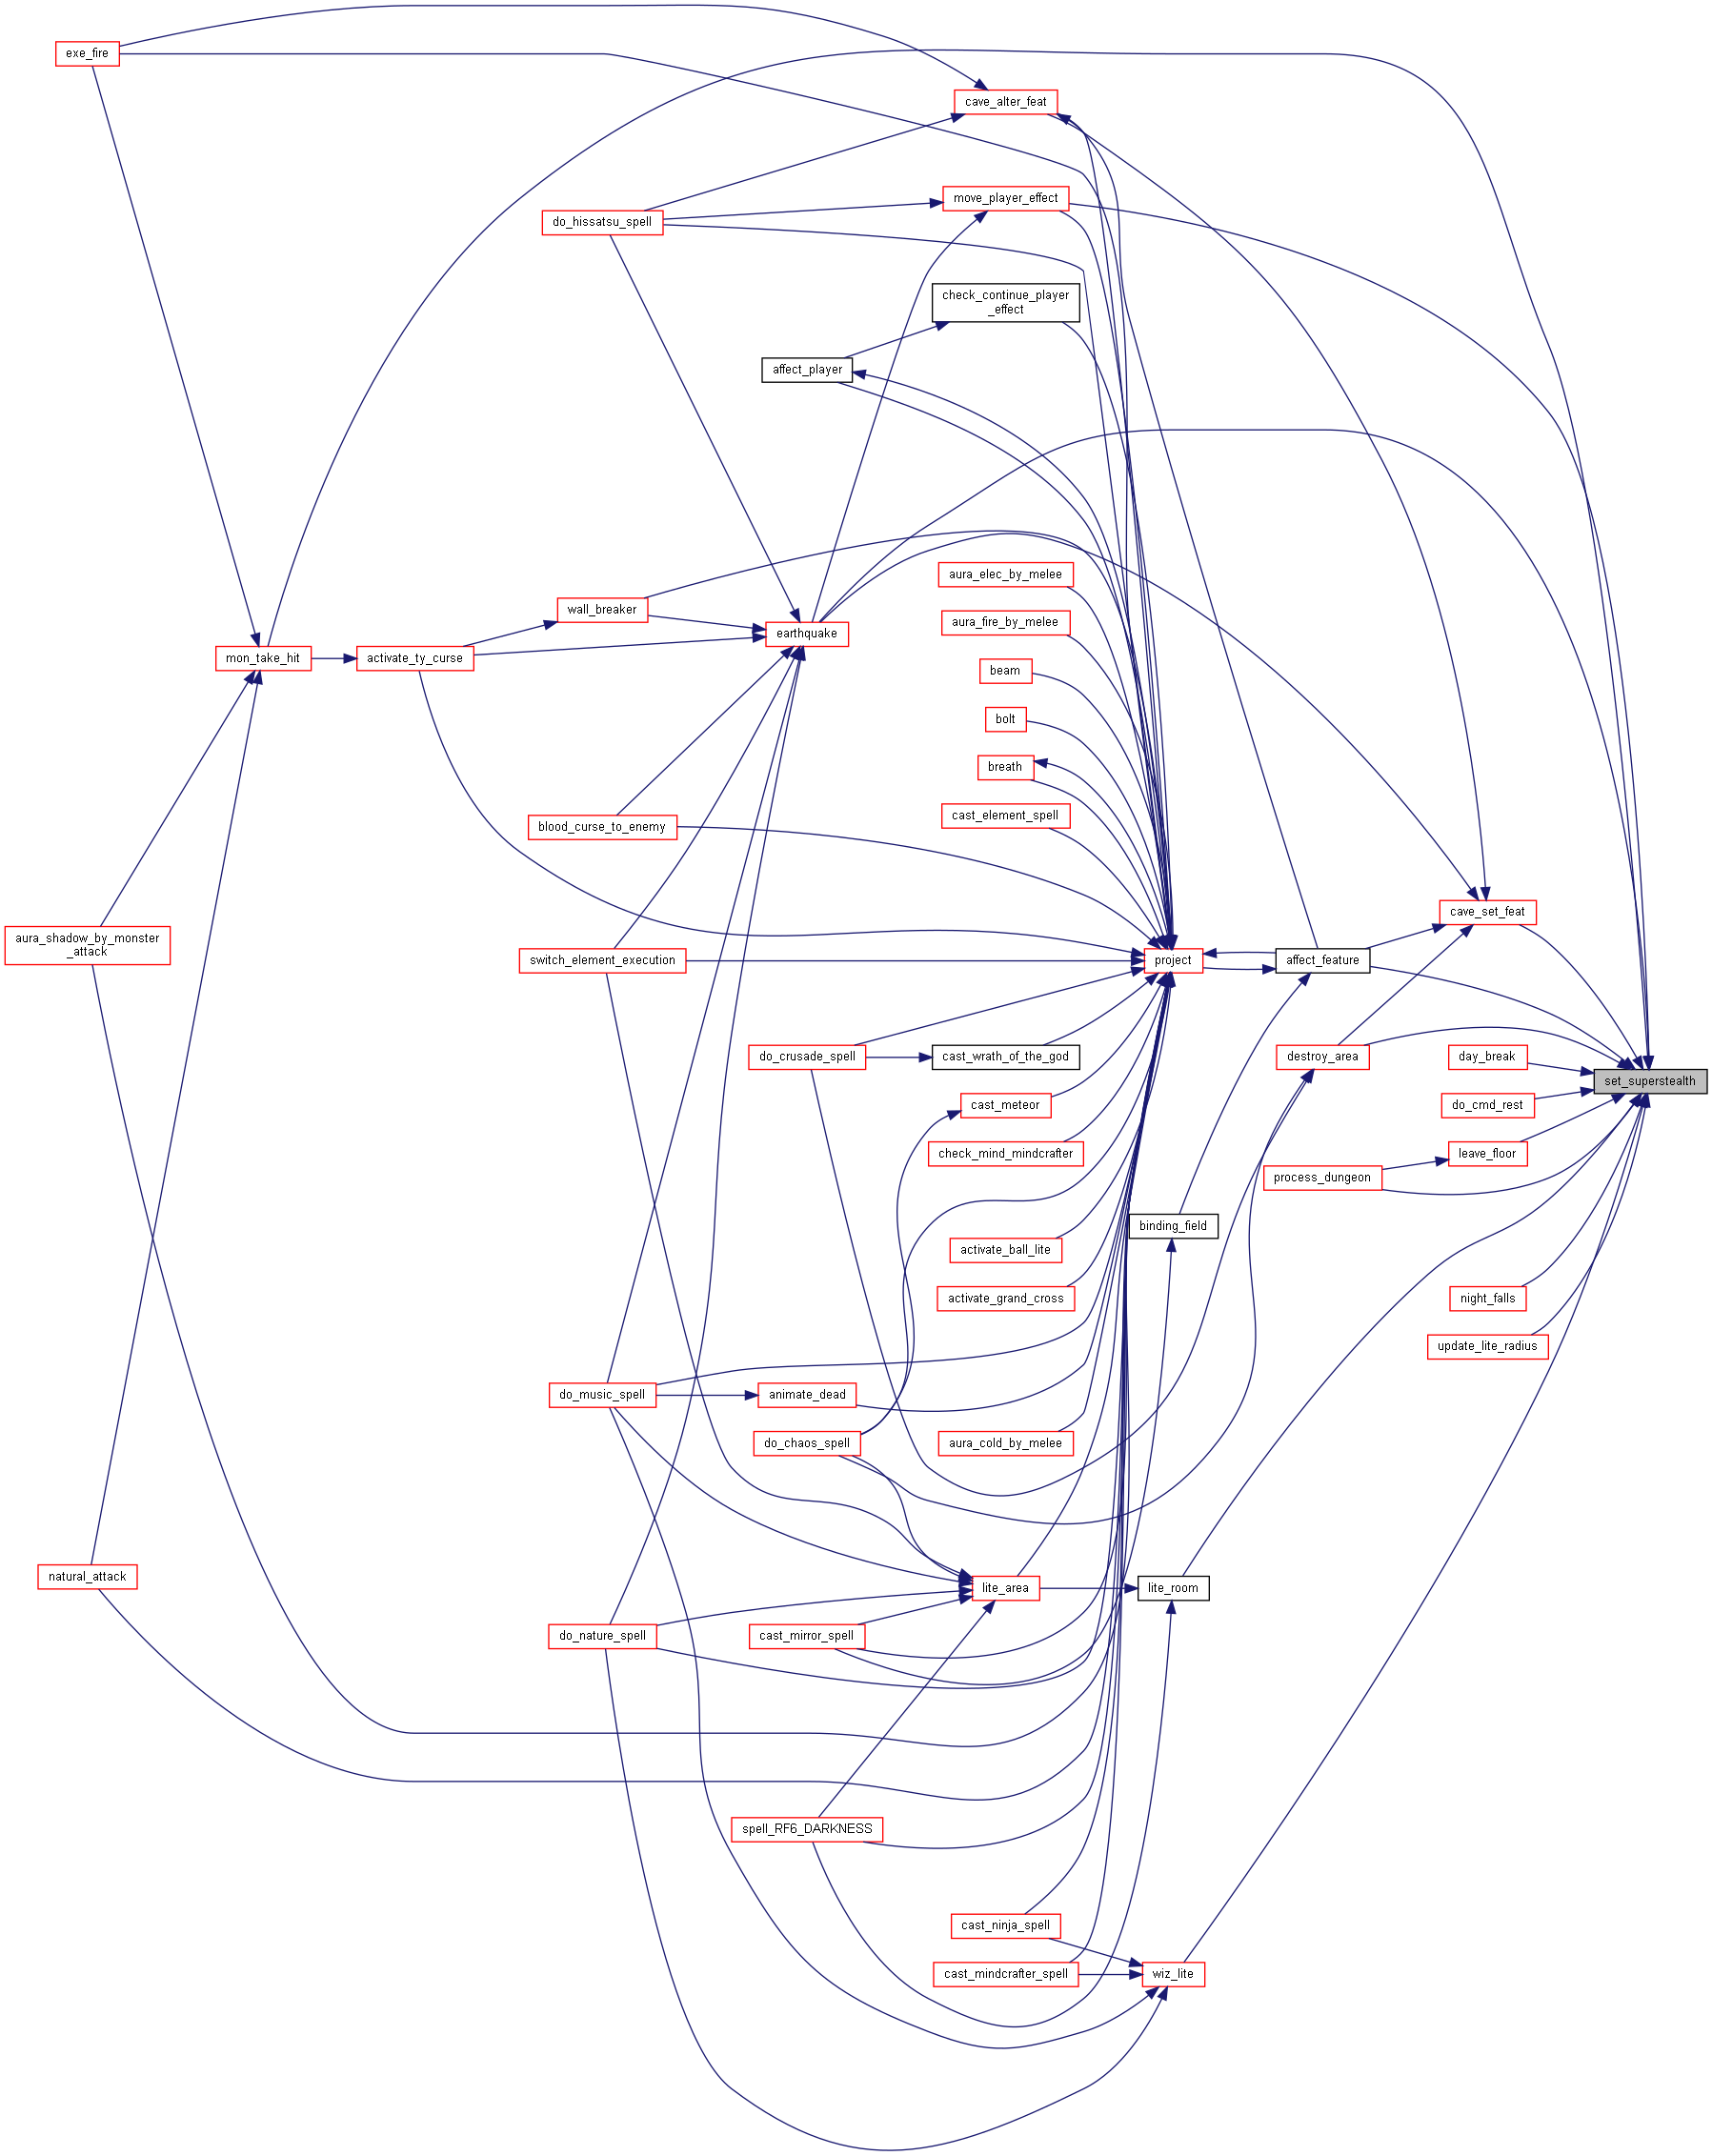 exe_fire
cave_alter_feat
move_player_effect
do_hissatsu_spell
check_continue_player
_effect
affect_player
aura_elec_by_melee
wall_breaker
aura_fire_by_melee
earthquake
mon_take_hit
activate_ty_curse
beam
bolt
breath
cast_element_spell
blood_curse_to_enemy
cave_set_feat
aura_shadow_by_monster
_attack
switch_element_execution
project
affect_feature
do_crusade_spell
cast_wrath_of_the_god
destroy_area
day_break
set_superstealth
cast_meteor
do_cmd_rest
check_mind_mindcrafter
leave_floor
process_dungeon
binding_field
activate_ball_lite
activate_grand_cross
night_falls
update_lite_radius
do_music_spell
animate_dead
do_chaos_spell
aura_cold_by_melee
natural_attack
lite_area
lite_room
do_nature_spell
cast_mirror_spell
spell_RF6_DARKNESS
cast_ninja_spell
cast_mindcrafter_spell
wiz_lite